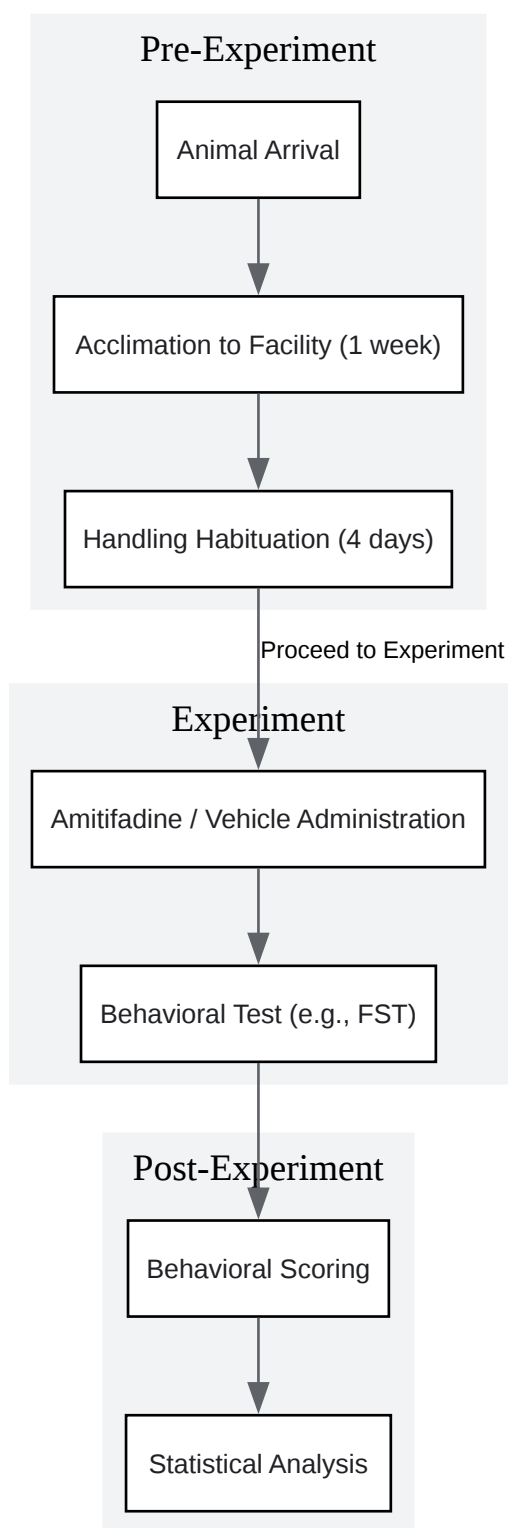 Pre-Experiment
Animal Arrival
Acclimation to Facility (1 week)
Handling Habituation (4 days)
Proceed to Experiment
Experiment
Amitifadine / Vehicle Administration
Behavioral Test (e.g., FST)
Post-Experiment
Behavioral Scoring
Statistical Analysis